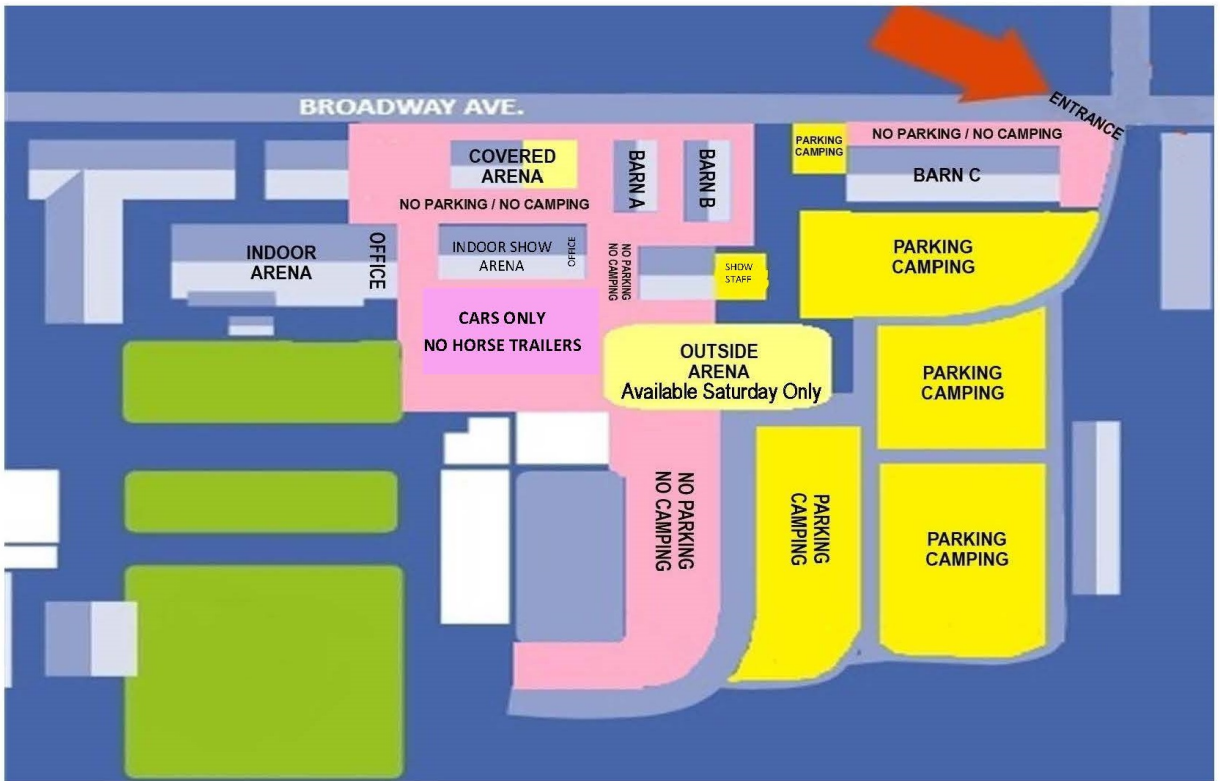 BROADWAY AVE.
ENTRANCE
COVERED
ARENA
BARN A
BARN B
PARKING
CAMPING
NO PARKING / NO CAMPING
BARN C
NO PARKING / NO CAMPING
INDOOR
ARENA
OFFICE
INDOOR SHOW
ARENA
OFFICE
NO PARKING
NO CAMPING
SHOW
STAFF
PARKING
CAMPING
CARS ONLY
NO HORSE TRAILERS
OUTSIDE
ARENA
Available Saturday Only
PARKING
CAMPING
NO PARKING
NO CAMPING
PARKING
CAMPING
PARKING
CAMPING